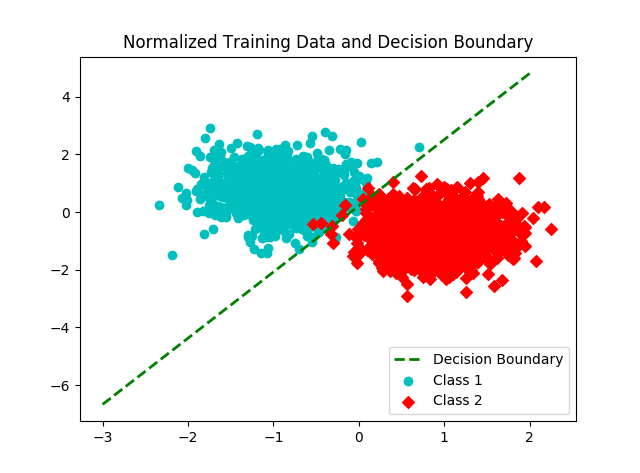 Normalized Training Data and Decision Boundary
4
2
0
−2
−4
−6
Decision Boundary
Class 1
Class 2
−3 −2 −1 0 1 2